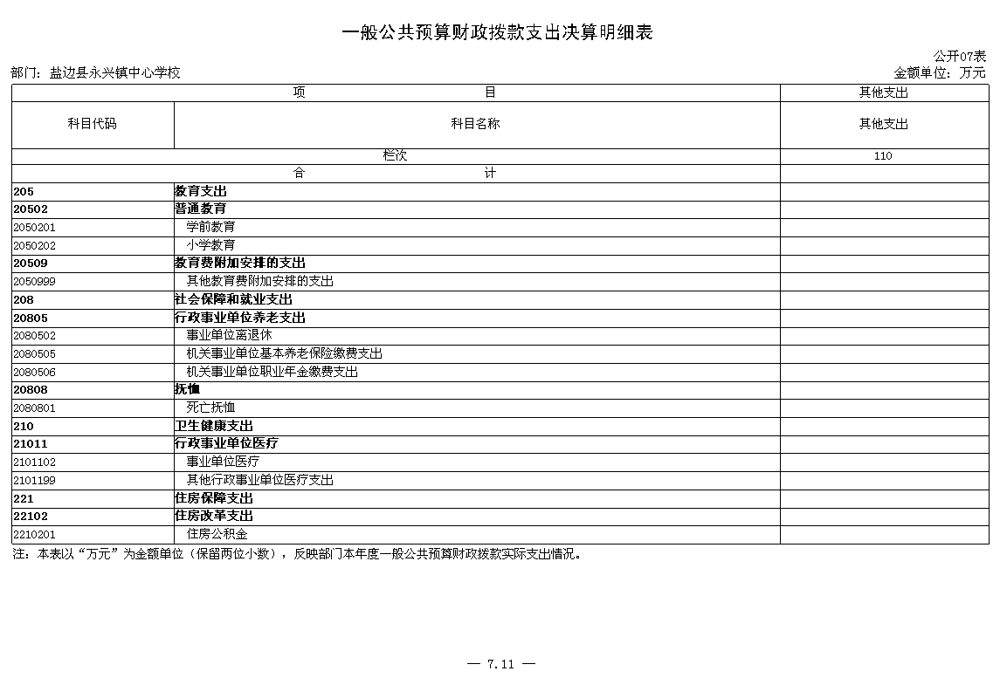 一般公共预算财政拨款支出决算明细表
公开07表
部门：盐边县永兴镇中心学校 金额单位：万元
项 目 其他支出
科目代码 科目名称 其他支出
栏次 110
合 计
205 教育支出
20502 普通教育
2050201 学前教育
2050202 小学教育
20509 教育费附加安排的支出
2050999 其他教育费附加安排的支出
208 社会保障和就业支出
20805 行政事业单位养老支出
2080502 事业单位离退休
2080505 机关事业单位基本养老保险缴费支出
2080506 机关事业单位职业年金缴费支出
20808 抚恤
2080801 死亡抚恤
210 卫生健康支出
21011 行政事业单位医疗
2101102 事业单位医疗
2101199 其他行政事业单位医疗支出
221 住房保障支出
22102 住房改革支出
2210201 住房公积金
注：本表以“万元”为金额单位（保留两位小数），反映部门本年度一般公共预算财政拨款实际支出情况。
— 7.11 —